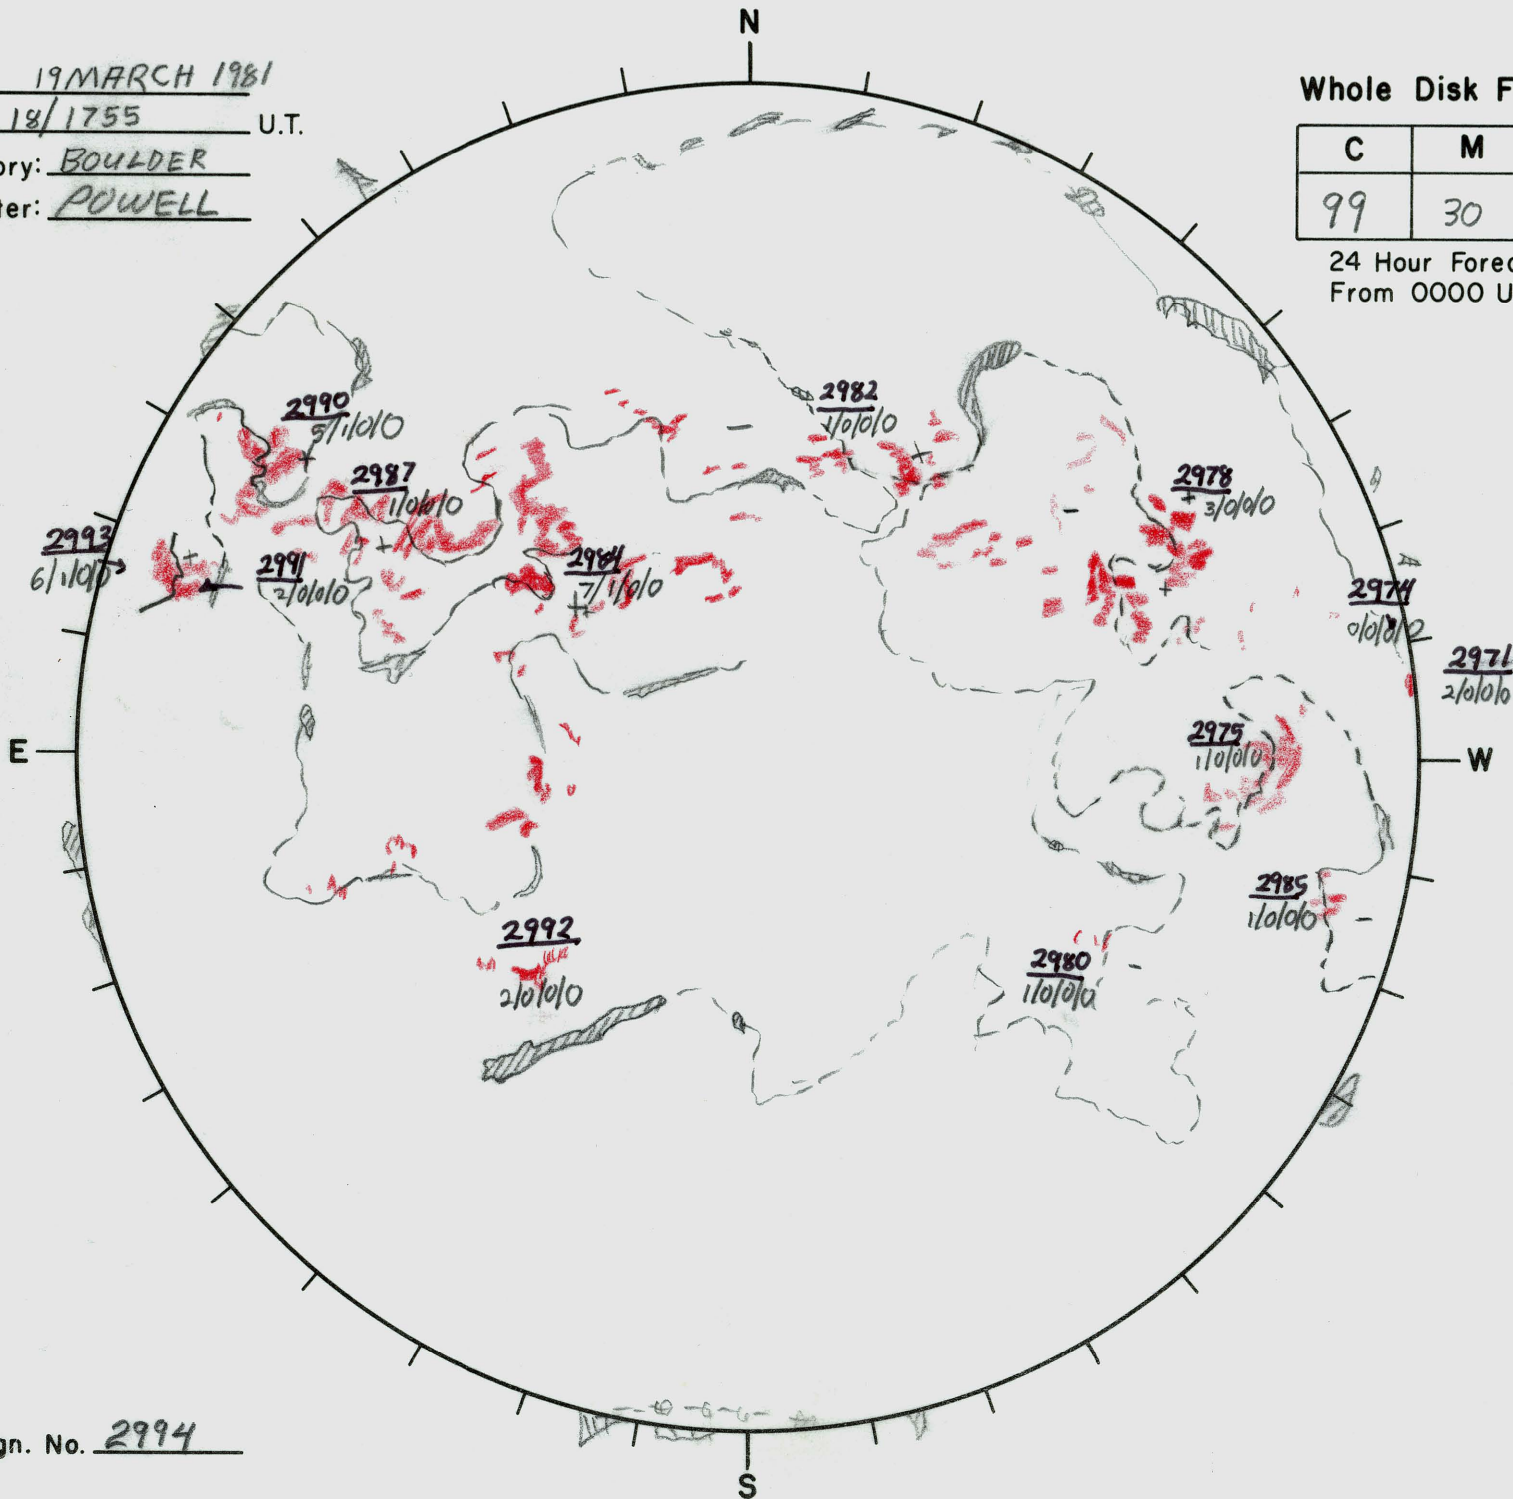 N
19 MARCH 1981
18/1755 U.T.
ory: BOULDER
ter: POWELL
Whole Disk F
C M
99 30
24 Hour Forec
From 0000 U
2990
5/1/0/0
2982
1/0/0/0
2987
1/0/0/0
2978
3/0/0/0
2993
6/1/0/0
2991
2/0/0/0
2984
7/1/0/0
2974
0/0/0/0
2971
2/0/0/0
E
2975
1/0/0/0
W
2985
1/0/0/0
2992
2/0/0/0
2980
1/0/0/0
gn. No. 2994
S